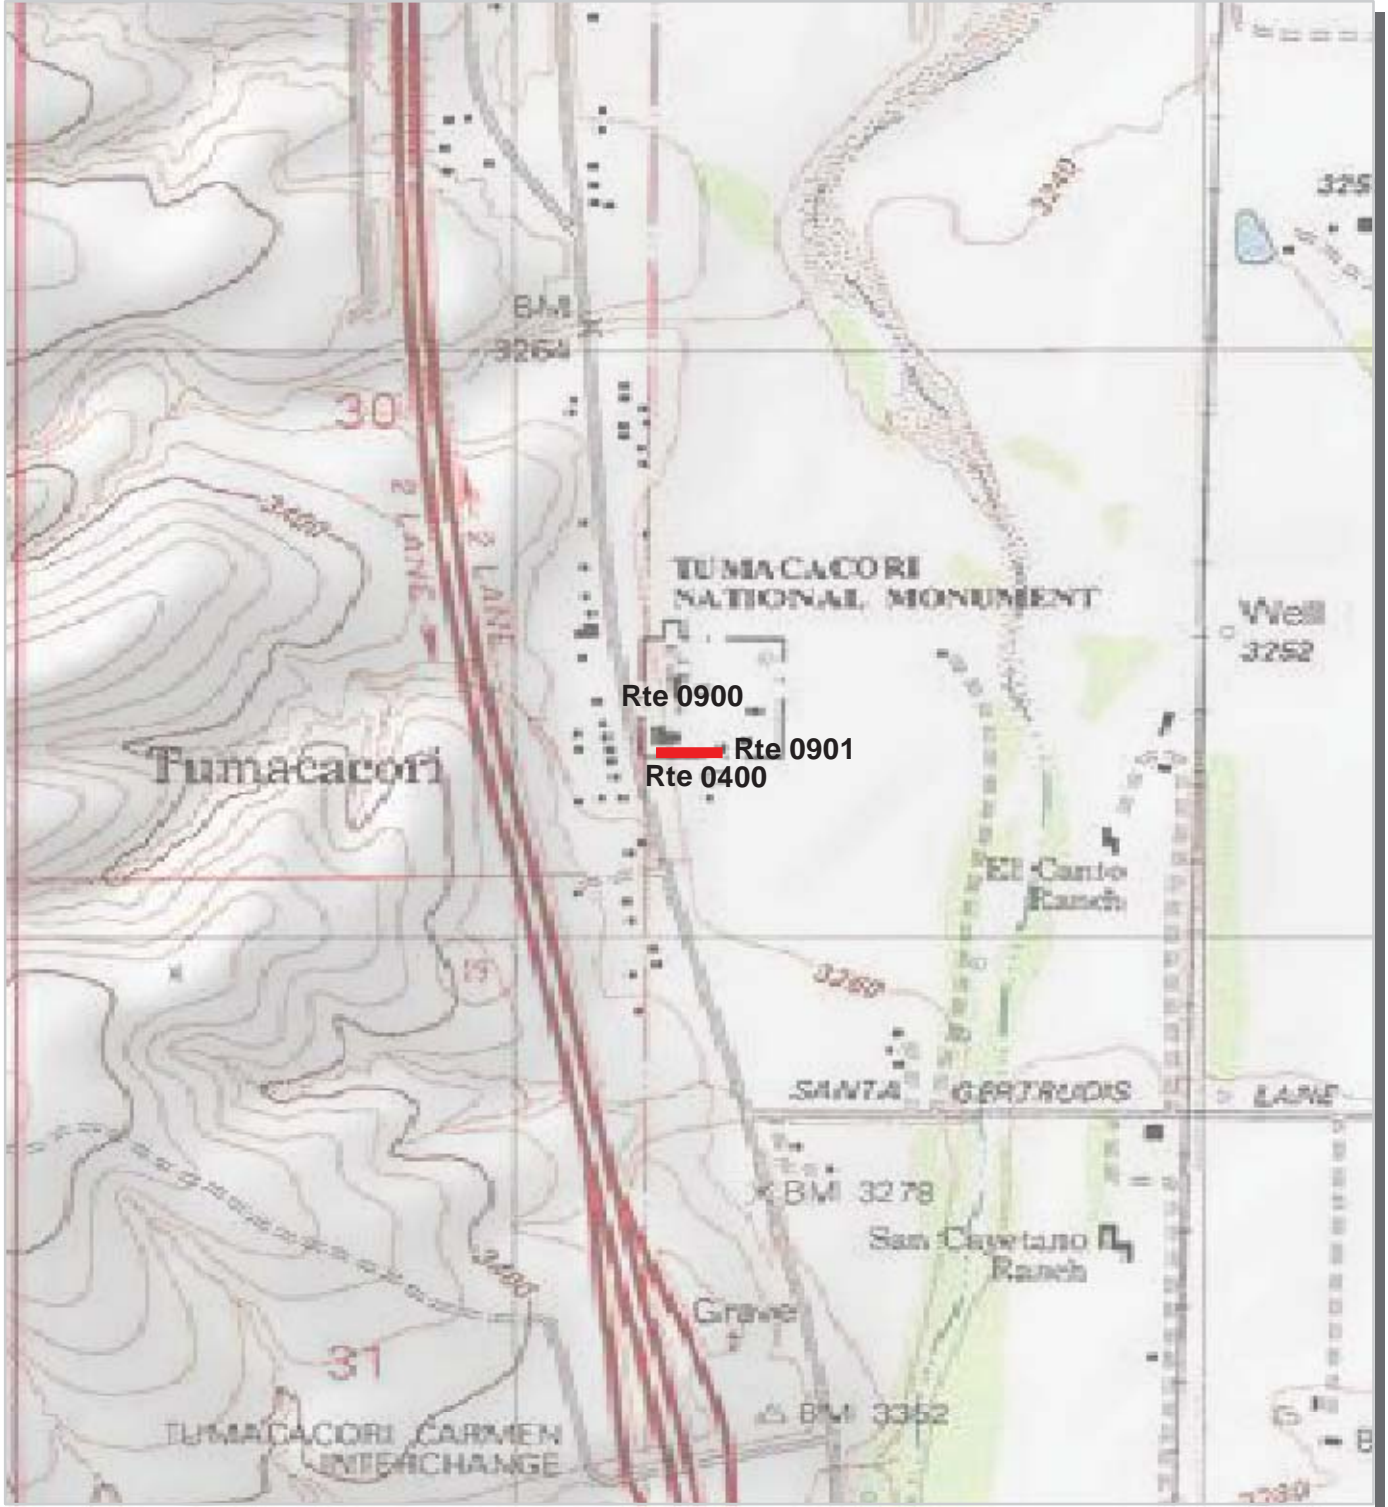 3240
BM
3264
30
3400
2 LANE
2 LANE
TUMACACORI
NATIONAL MONUMENT
Well
3252
Rte 0900
Rte 0901
Rte 0400
Tumacacori
El Canto
Ranch
19
3260
SANTA GERTRUDIS LANE
BM 3278
San Cayetano
Ranch
3400
Grave
31
BM 3352
TUMACACORI CARMEN
INTERCHANGE